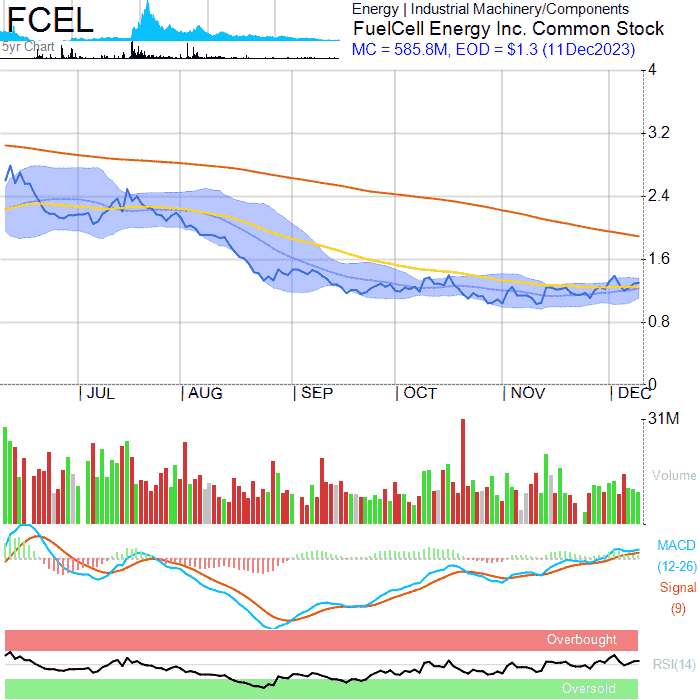 FCEL
5yr Chart
Energy | Industrial Machinery/Components
FuelCell Energy Inc. Common Stock
MC = 585.8M, EOD = $1.3 (11Dec2023)
4
3.2
2.4
1.6
0.8
0
| JUL | AUG | SEP | OCT | NOV | DEC
31M
Volume
MACD
(12-26)
Signal
(9)
Overbought
RSI(14)
Oversold